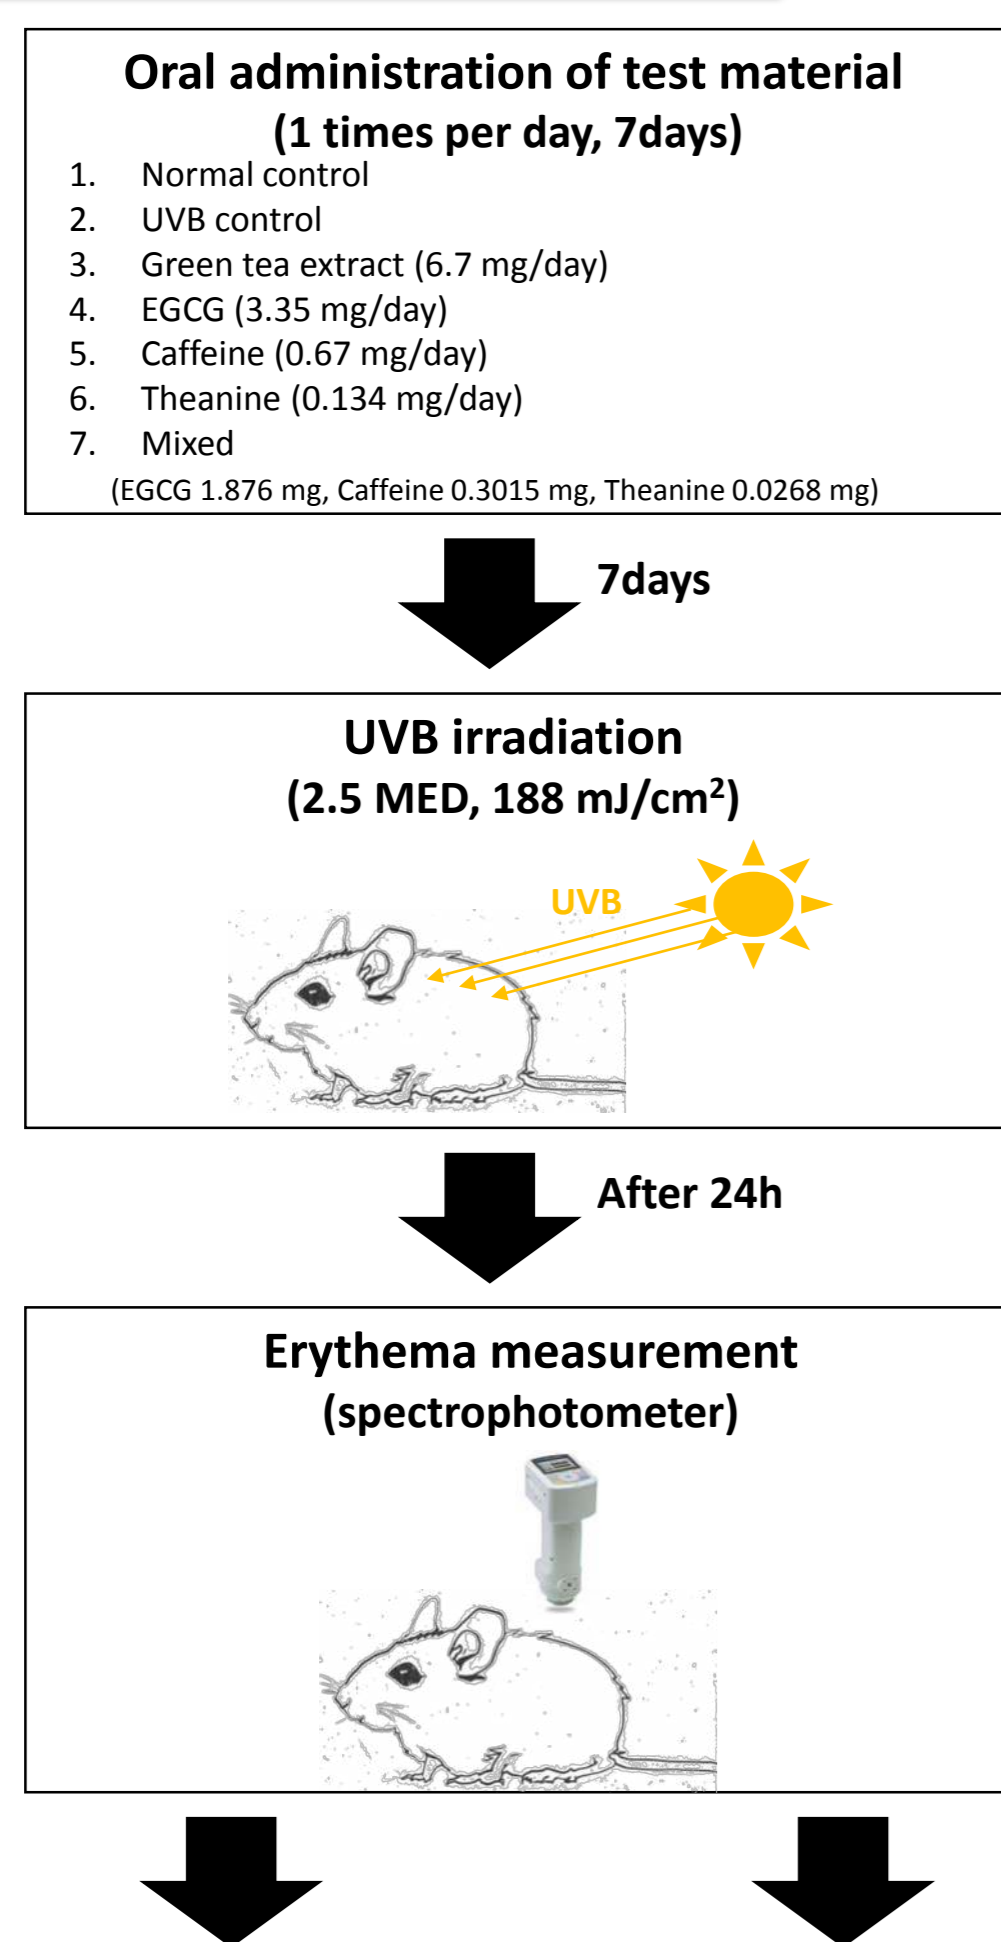 Oral administration of test material
(1 times per day, 7days)
1. Normal control
2. UVB control
3. Green tea extract (6.7 mg/day)
4. EGCG (3.35 mg/day)
5. Caffeine (0.67 mg/day)
6. Theanine (0.134 mg/day)
7. Mixed
(EGCG 1.876 mg, Caffeine 0.3015 mg, Theanine 0.0268 mg)
7days
UVB irradiation
(2.5 MED, 188 mJ/cm²)
UVB
After 24h
Erythema measurement
(spectrophotometer)